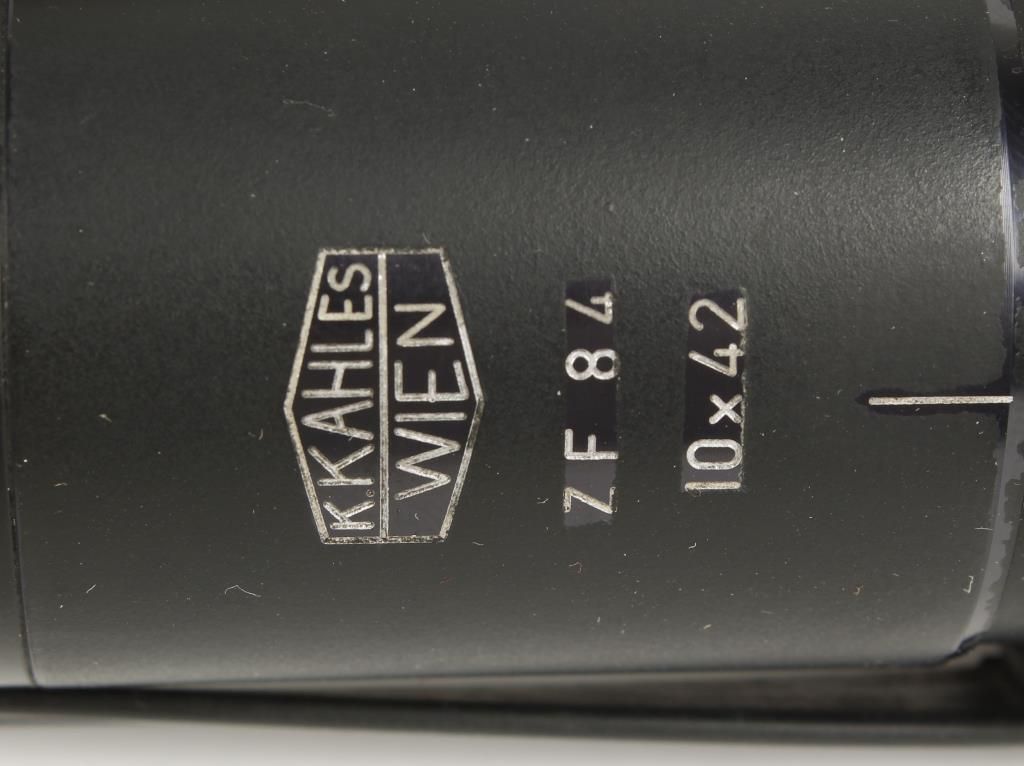 K.KAHLES
WIEN
ZF 84
10x42